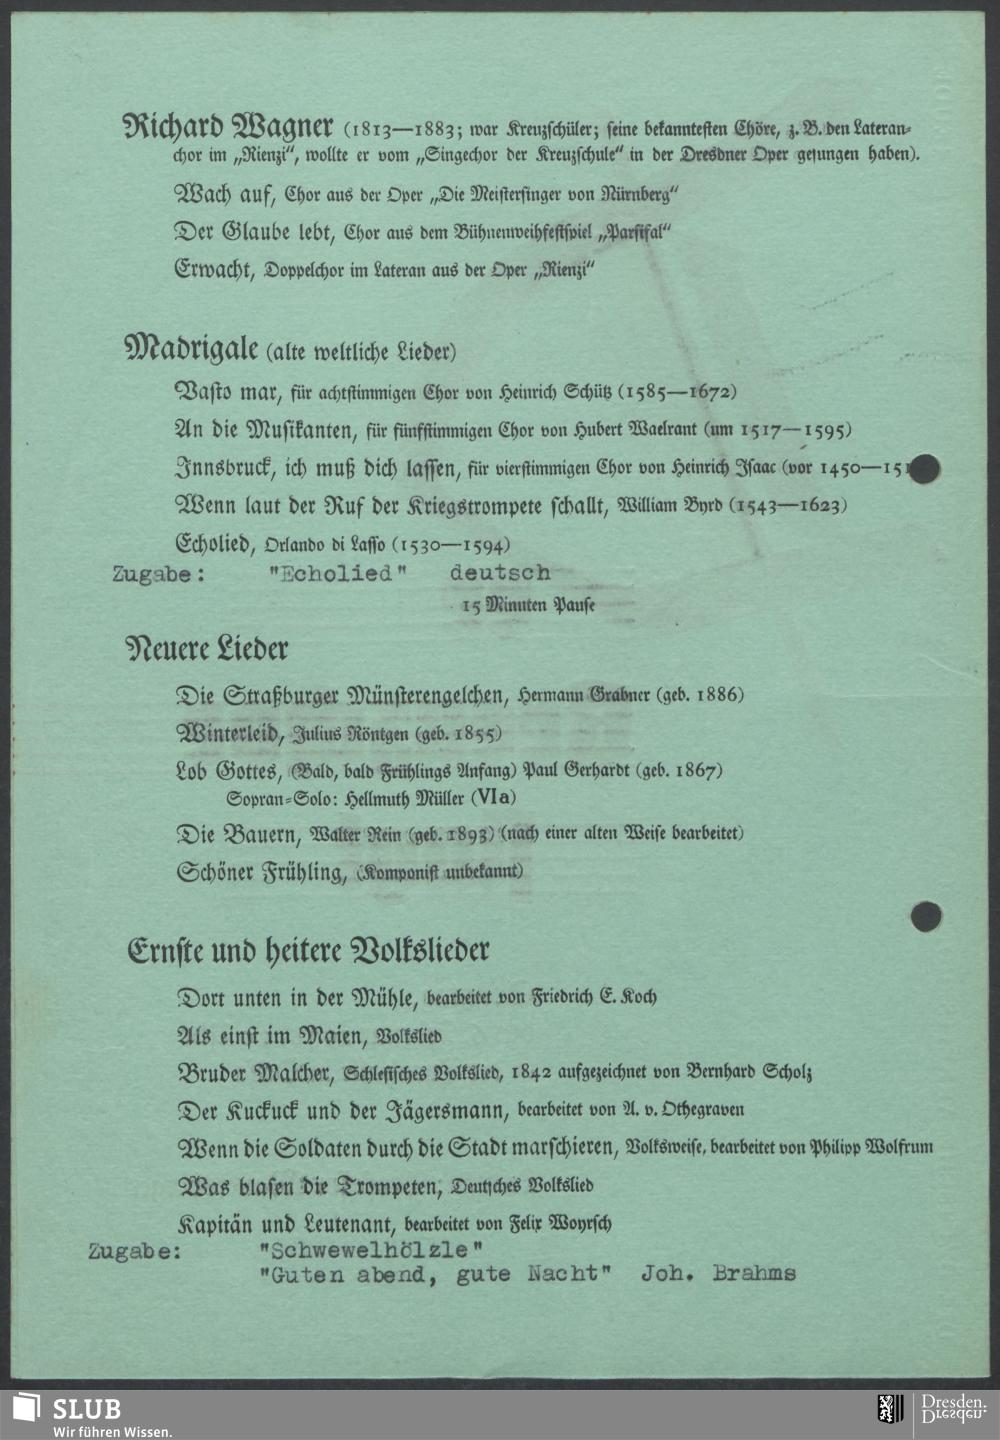 Richard Wagner (1813—1883; war Kreuzschüler; seine bekanntesten Chöre, z. B. den Lateran-
chor im „Rienzi“, wollte er vom „Singechor der Kreuzschule“ in der Dresdner Oper gesungen haben).
Wach auf, Chor aus der Oper „Die Meistersinger von Nürnberg“
Der Glaube lebt, Chor aus dem Bühnenweihfestspiel „Parsifal“
Erwacht, Doppelchor im Lateran aus der Oper „Rienzi“
Madrigale (alte weltliche Lieder)
Vasto mar, für achtstimmigen Chor von Heinrich Schütz (1585—1672)
An die Musikanten, für fünfstimmigen Chor von Hubert Waelrant (um 1517—1595)
Innsbruck, ich muß dich lassen, für vierstimmigen Chor von Heinrich Isaac (vor 1450—151
Wenn laut der Ruf der Kriegstrompete schallt, William Byrd (1543—1623)
Echolied, Orlando di Lasso (1530—1594)
Zugabe: "Echolied" deutsch
15 Minuten Pause
Neuere Lieder
Die Straßburger Münsterengelchen, Hermann Grabner (geb. 1886)
Winterleid, Julius Röntgen (geb. 1855)
Lob Gottes, (Bald, bald Frühlings Anfang) Paul Gerhardt (geb. 1867)
Sopran-Solo: Hellmuth Müller (VIa)
Die Bauern, Walter Rein (geb. 1893) (nach einer alten Weise bearbeitet)
Schöner Frühling, (Komponist unbekannt)
Ernste und heitere Volkslieder
Dort unten in der Mühle, bearbeitet von Friedrich E. Koch
Als einst im Maien, Volkslied
Bruder Malcher, Schlesisches Volkslied, 1842 aufgezeichnet von Bernhard Scholz
Der Kuckuck und der Jägersmann, bearbeitet von A. v. Othegraven
Wenn die Soldaten durch die Stadt marschieren, Volksweise, bearbeitet von Philipp Wolfrum
Was blasen die Trompeten, Deutsches Volkslied
Kapitän und Leutenant, bearbeitet von Felix Woyrsch
Zugabe: "Schwewelhölzle"
"Guten abend, gute Nacht" Joh. Brahms
SLUB
Wir führen Wissen.
Dresden.
Dresden.